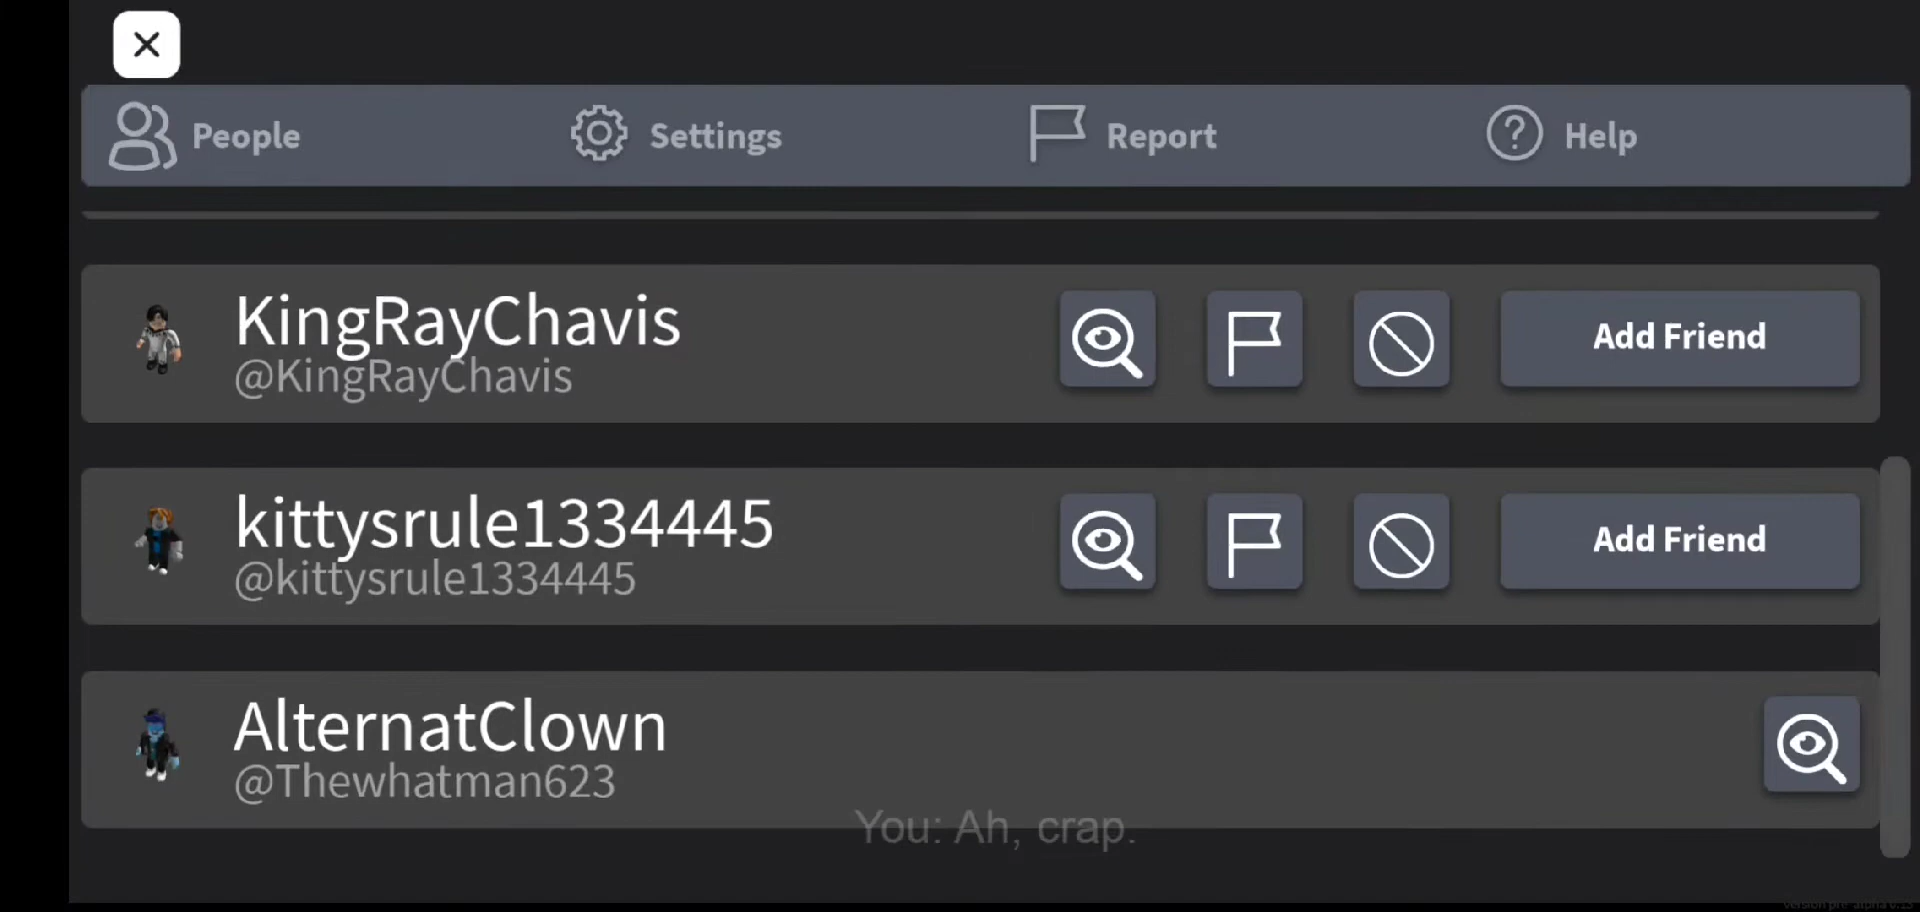 People
Settings
Report
Help
KingRayChavis
@KingRayChavis
Add Friend
kittysrule1334445
@kittysrule1334445
Add Friend
AlternatClown
@Thewhatman623
You: Ah, crap.